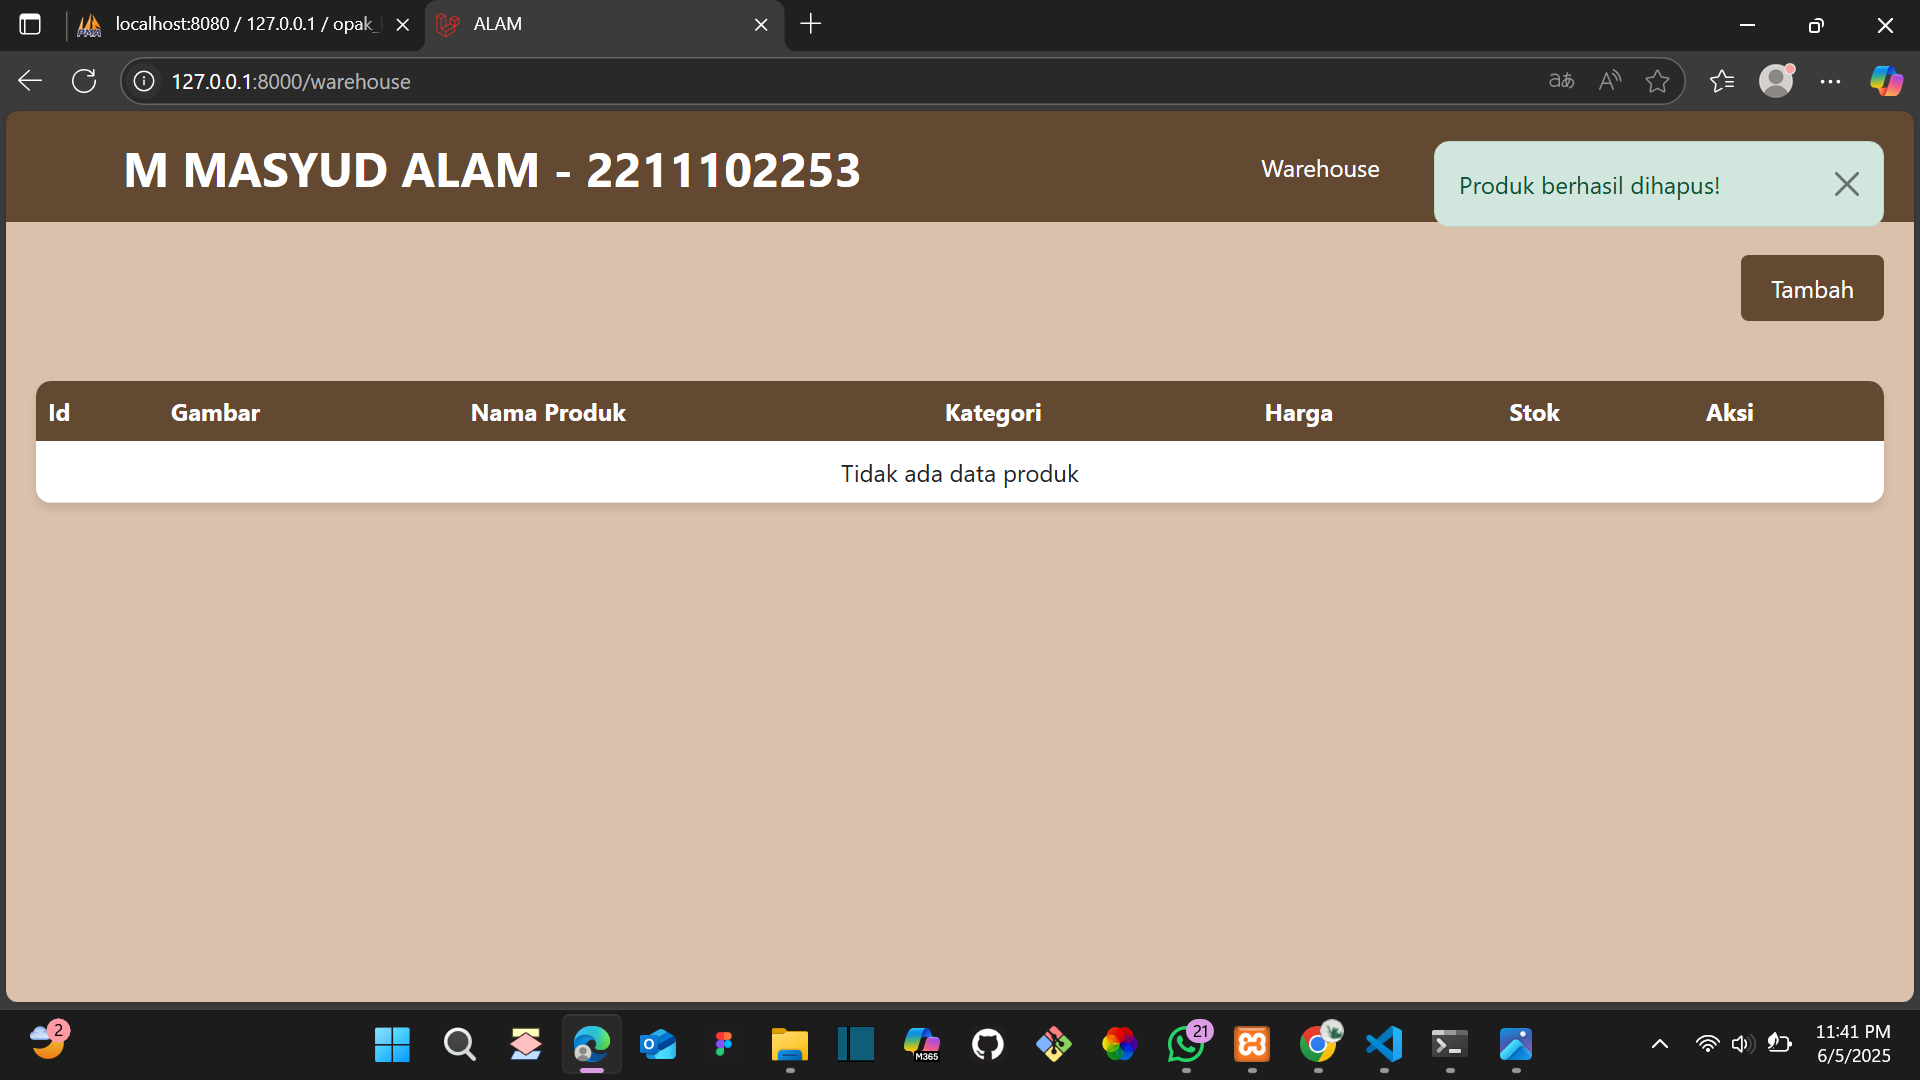 localhost:8080 / 127.0.0.1 / opak_
ALAM
127.0.0.1:8000/warehouse
M MASYUD ALAM - 2211102253
Warehouse
Produk berhasil dihapus!
Tambah
Id Gambar Nama Produk Kategori Harga Stok Aksi
Tidak ada data produk
2
M365
21
11:41 PM
6/5/2025